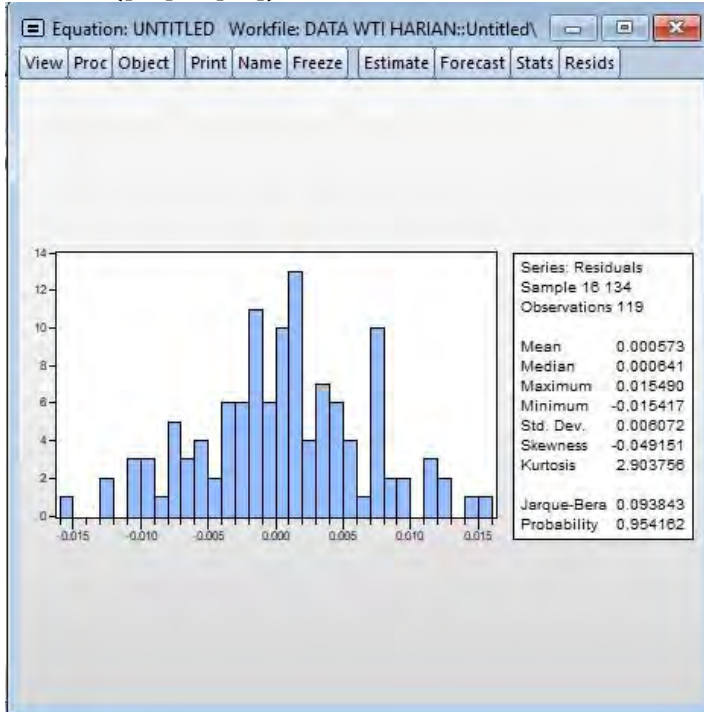 Equation: UNTITLED Workfile: DATA WTI HARIAN::Untitled\
View Proc Object Print Name Freeze Estimate Forecast Stats Resids
14
12
10
8
6
4
2
0
-0.015 -0.010 -0.005 0.000 0.005 0.010 0.015
Series: Residuals
Sample 16 134
Observations 119
Mean 0.000573
Median 0.000641
Maximum 0.015490
Minimum -0.015417
Std. Dev. 0.006072
Skewness -0.049151
Kurtosis 2.903756
Jarque-Bera 0.093843
Probability 0.954162